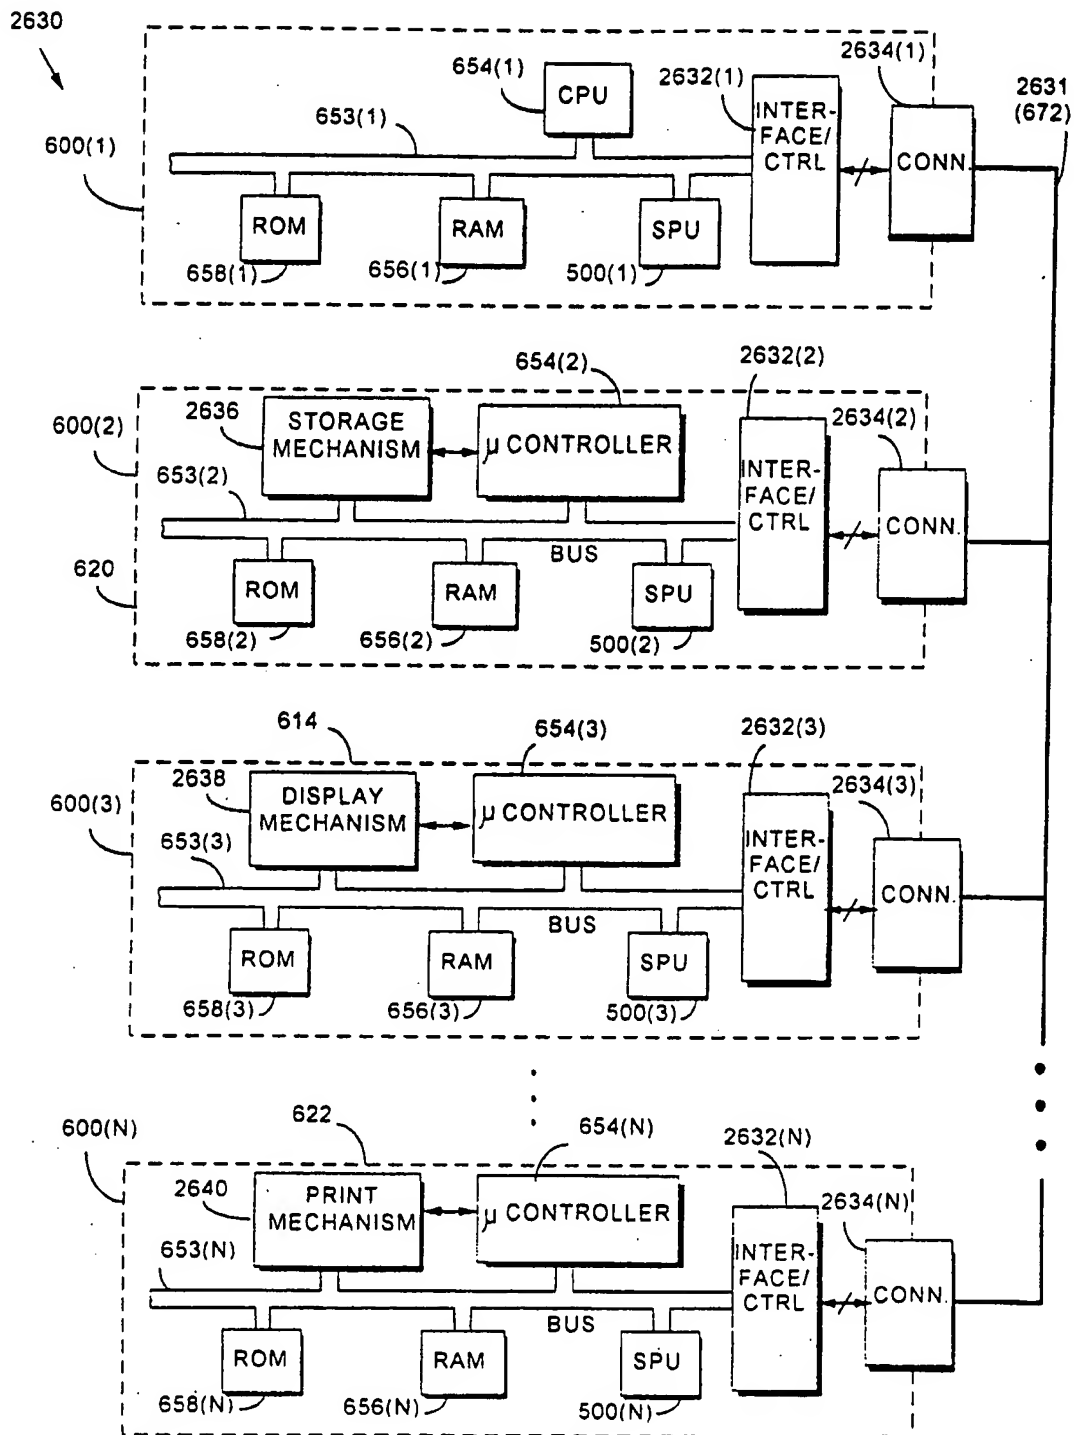 2630
654(1)
2632(1)
2634(1)
2631
(672)
CPU
INTER-
FACE/
CTRL
653(1)
600(1)
CONN.
ROM
RAM
SPU
658(1)
656(1)
500(1)
654(2)
2632(2)
600(2)
2636
STORAGE
MECHANISM
μ CONTROLLER
2634(2)
653(2)
INTER-
FACE/
CTRL
CONN.
BUS
620
ROM
RAM
SPU
658(2)
656(2)
500(2)
614
654(3)
2632(3)
600(3)
2638
DISPLAY
MECHANISM
μ CONTROLLER
2634(3)
653(3)
INTER-
FACE/
CTRL
CONN.
BUS
ROM
RAM
SPU
658(3)
656(3)
500(3)
622
654(N)
600(N)
2632(N)
2640
PRINT
MECHANISM
μ CONTROLLER
2634(N)
653(N)
INTER-
FACE/
CTRL
CONN.
BUS
ROM
RAM
SPU
658(N)
656(N)
500(N)